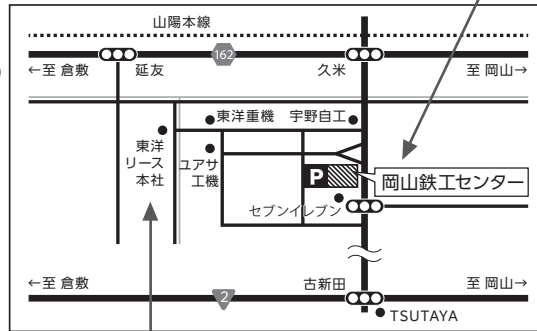 山陽本線
162
←至 倉敷
延友
久米
至 岡山→
東洋重機
宇野自工
東洋
リース
本社
ユアサ
工機
P
岡山鉄工センター
セブンイレブン
←至 倉敷
2
古新田
至 岡山→
TSUTAYA